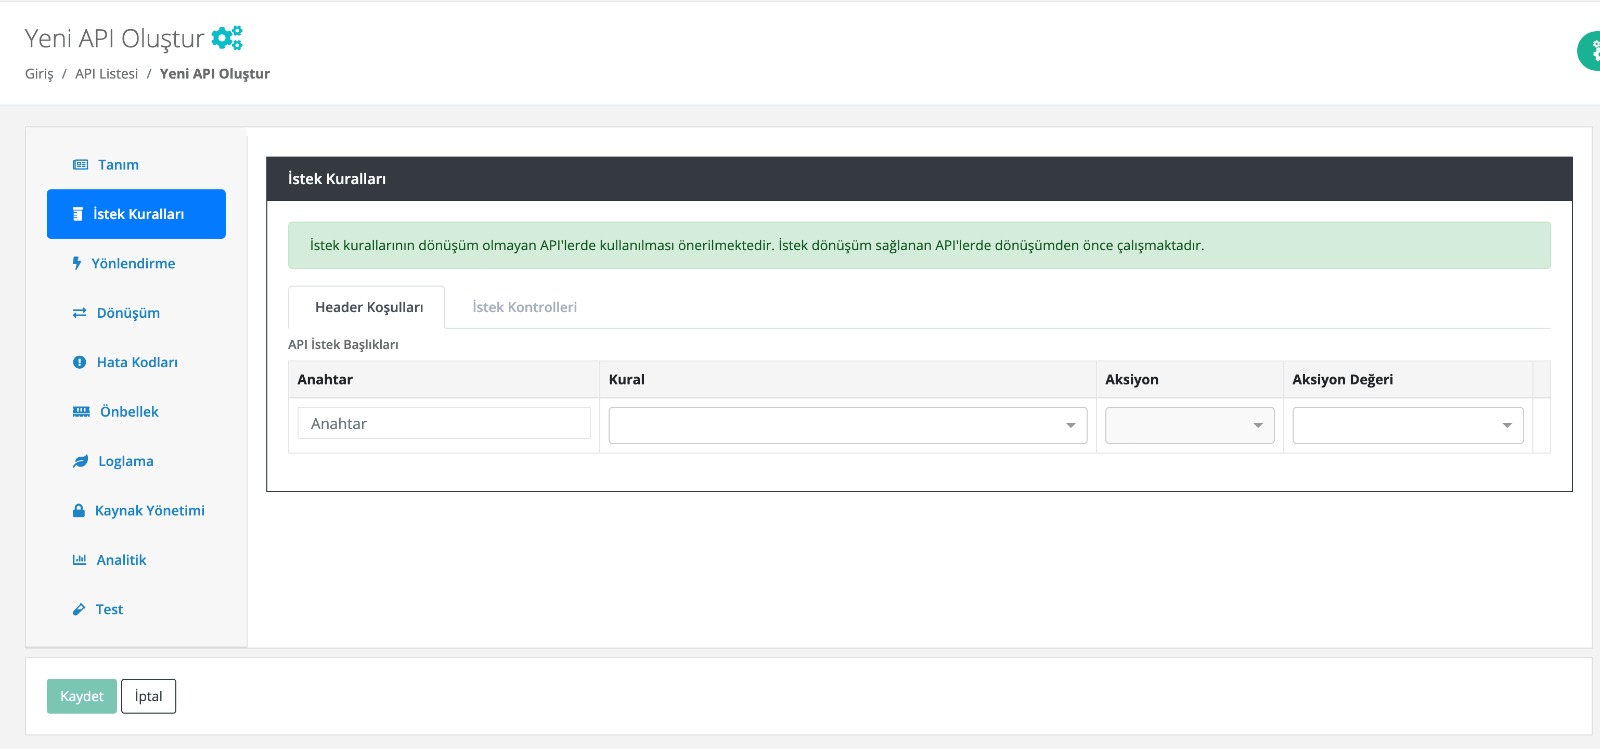 Yeni API Oluştur
Giriş / API Listesi / Yeni API Oluştur
Tanım
İstek Kuralları
Yönlendirme
Dönüşüm
Hata Kodları
Önbellek
Loglama
Kaynak Yönetimi
Analitik
Test
İstek Kuralları
İstek kurallarının dönüşüm olmayan API'lerde kullanılması önerilmektedir. İstek dönüşüm sağlanan API'lerde dönüşümden önce çalışmaktadır.
Header Koşulları İstek Kontrolleri
API İstek Başlıkları
Anahtar Kural Aksiyon Aksiyon Değeri
Anahtar
Kaydet İptal